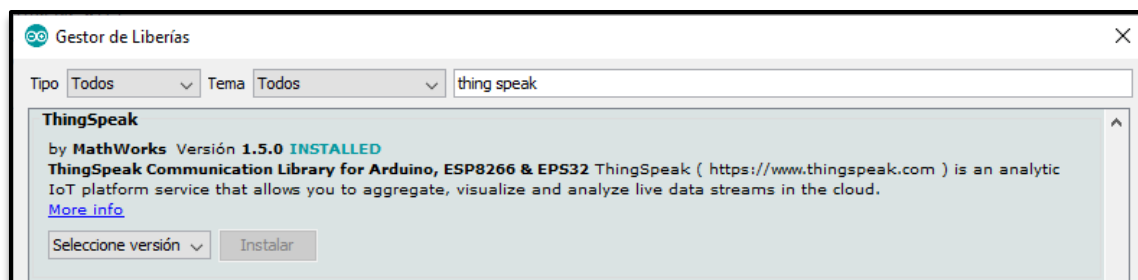 Gestor de Liberías
Tipo Todos Tema Todos thing speak
ThingSpeak
by MathWorks Versión 1.5.0 INSTALLED
ThingSpeak Communication Library for Arduino, ESP8266 & EPS32 ThingSpeak ( https://www.thingspeak.com ) is an analytic
IoT platform service that allows you to aggregate, visualize and analyze live data streams in the cloud.
More info
Seleccione versión Instalar